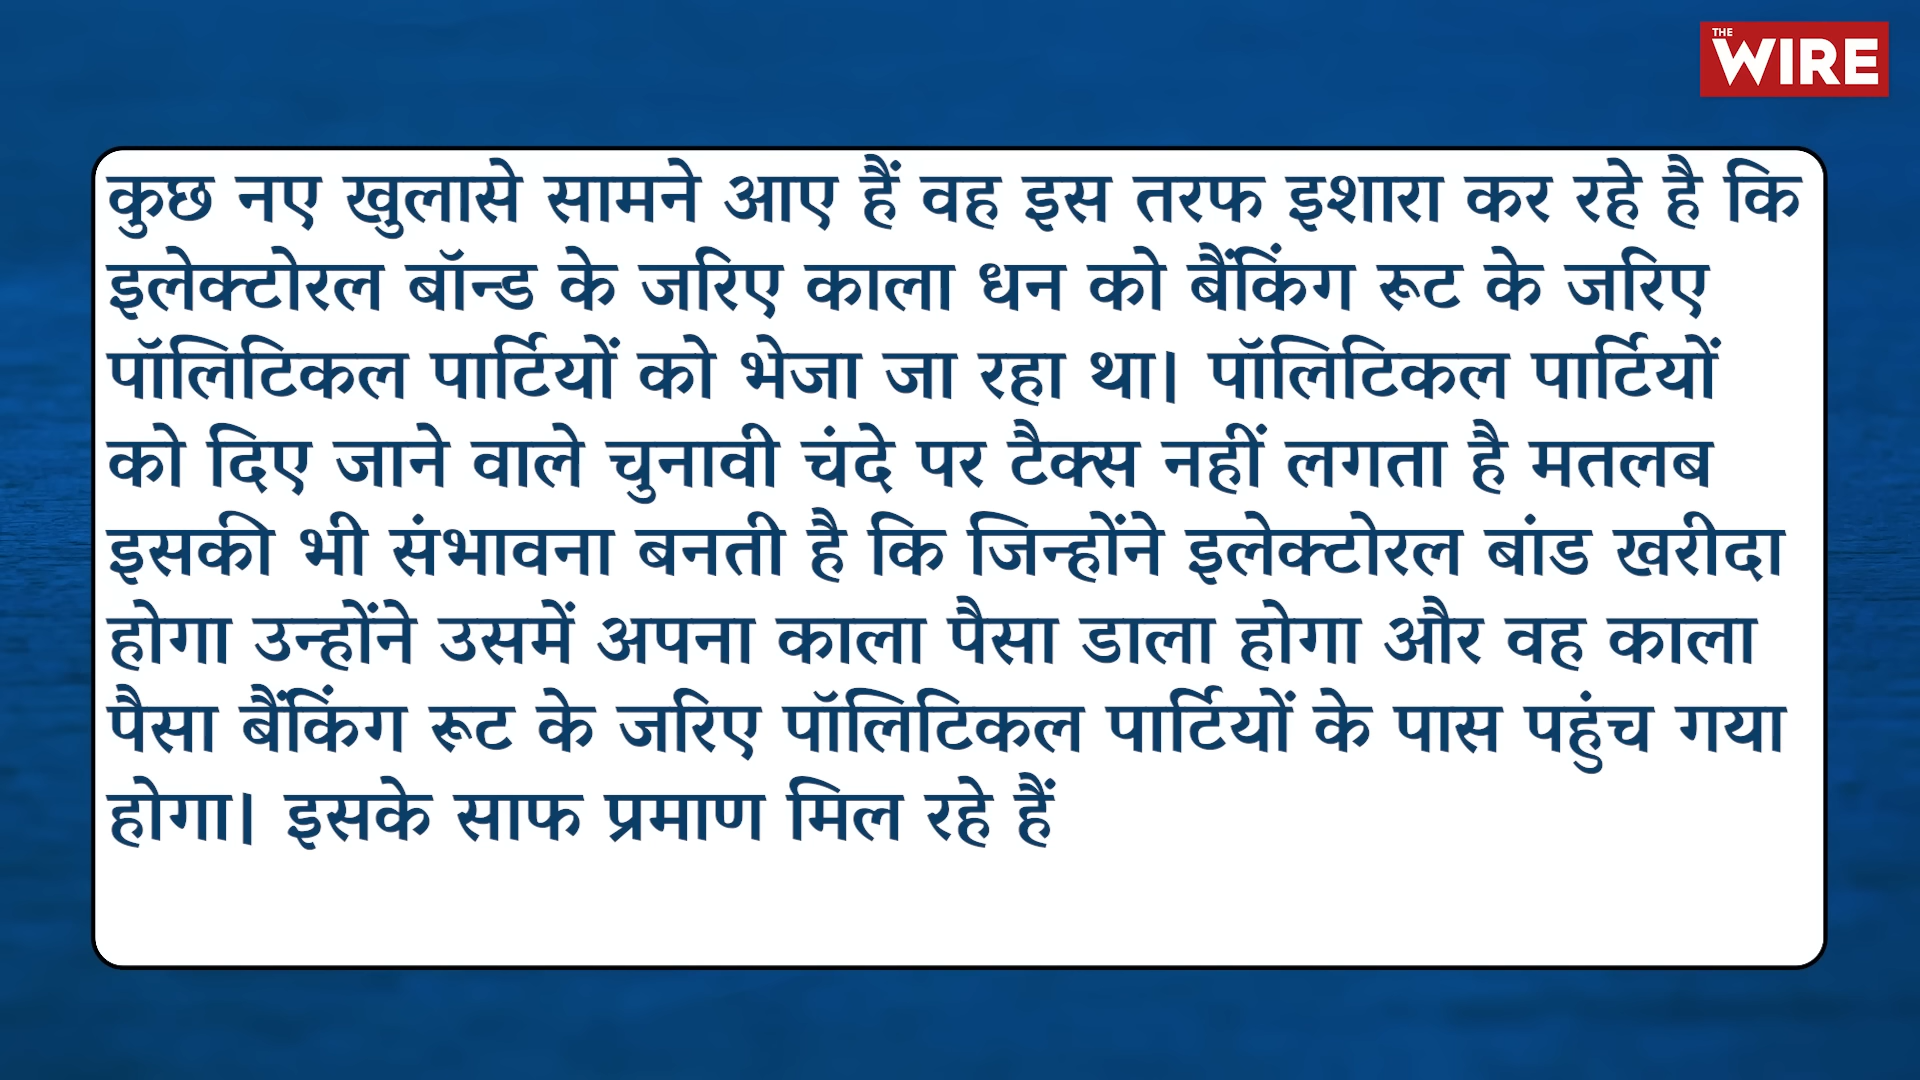 THE
WIRE
कुछ नए खुलासे सामने आए हैं वह इस तरफ इशारा कर रहे है कि
इलेक्टोरल बॉन्ड के जरिए काला धन को बैंकिंग रूट के जरिए
पॉलिटिकल पार्टियों को भेजा जा रहा था। पॉलिटिकल पार्टियों
को दिए जाने वाले चुनावी चंदे पर टैक्स नहीं लगता है मतलब
इसकी भी संभावना बनती है कि जिन्होंने इलेक्टोरल बांड खरीदा
होगा उन्होंने उसमें अपना काला पैसा डाला होगा और वह काला
पैसा बैंकिंग रूट के जरिए पॉलिटिकल पार्टियों के पास पहुंच गया
होगा। इसके साफ प्रमाण मिल रहे हैं